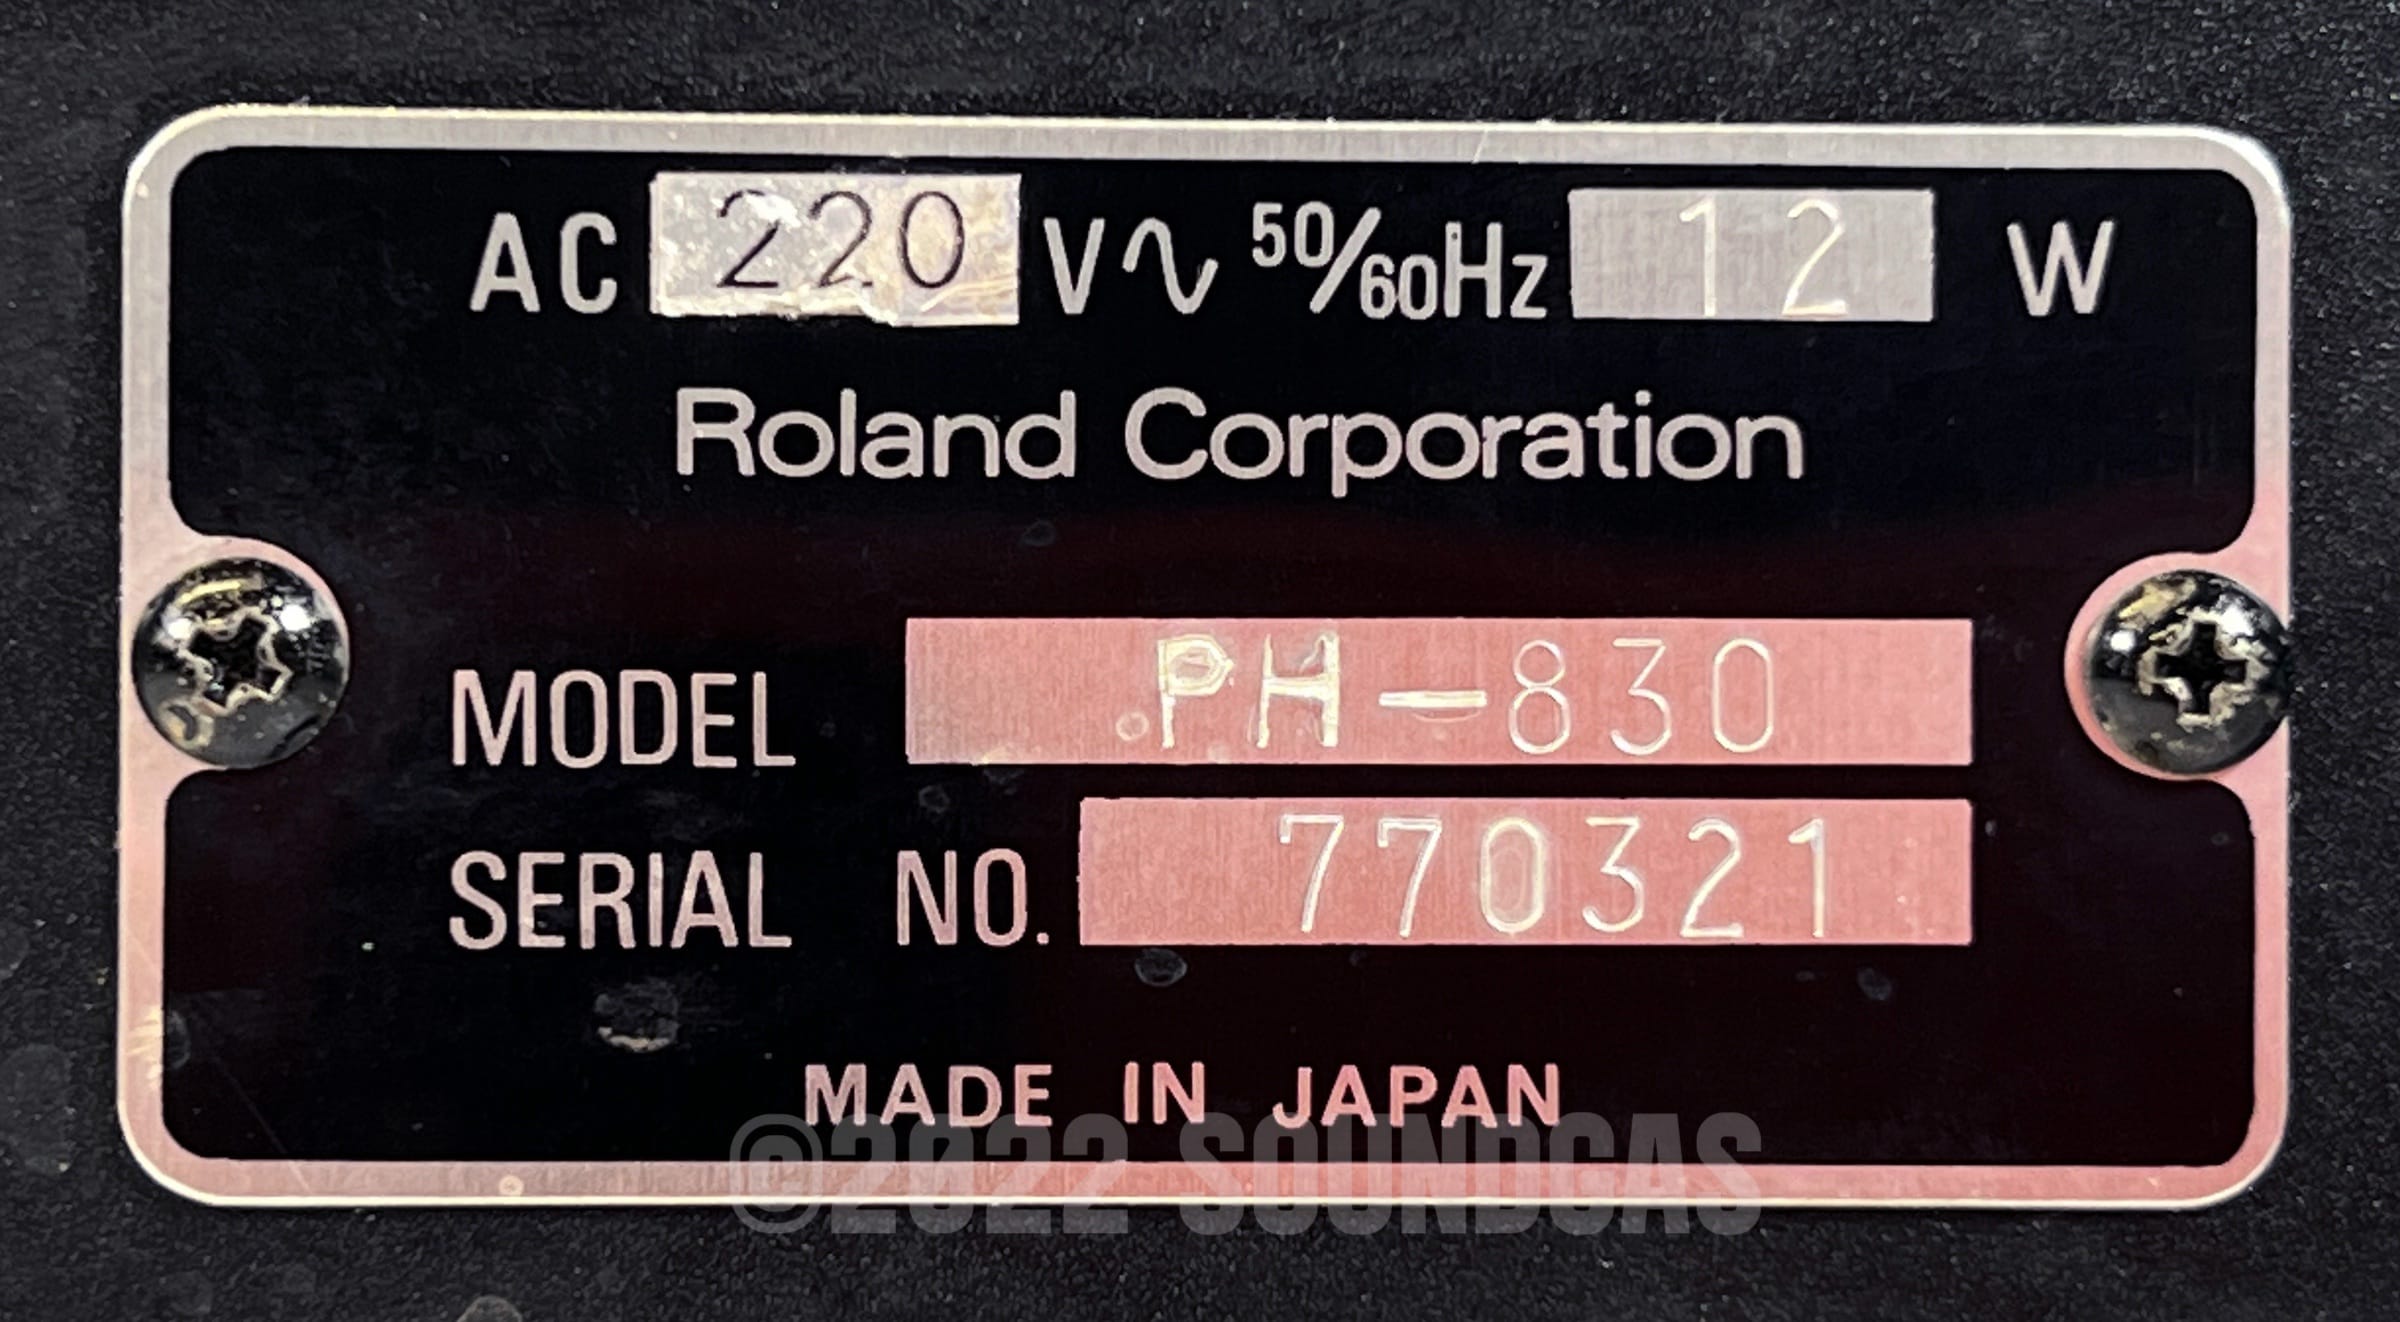 AC 220 V∿ 50/60Hz 12 W
Roland Corporation
MODEL PH-830
SERIAL NO. 770321
MADE IN JAPAN
©2022 SOUNDGAS